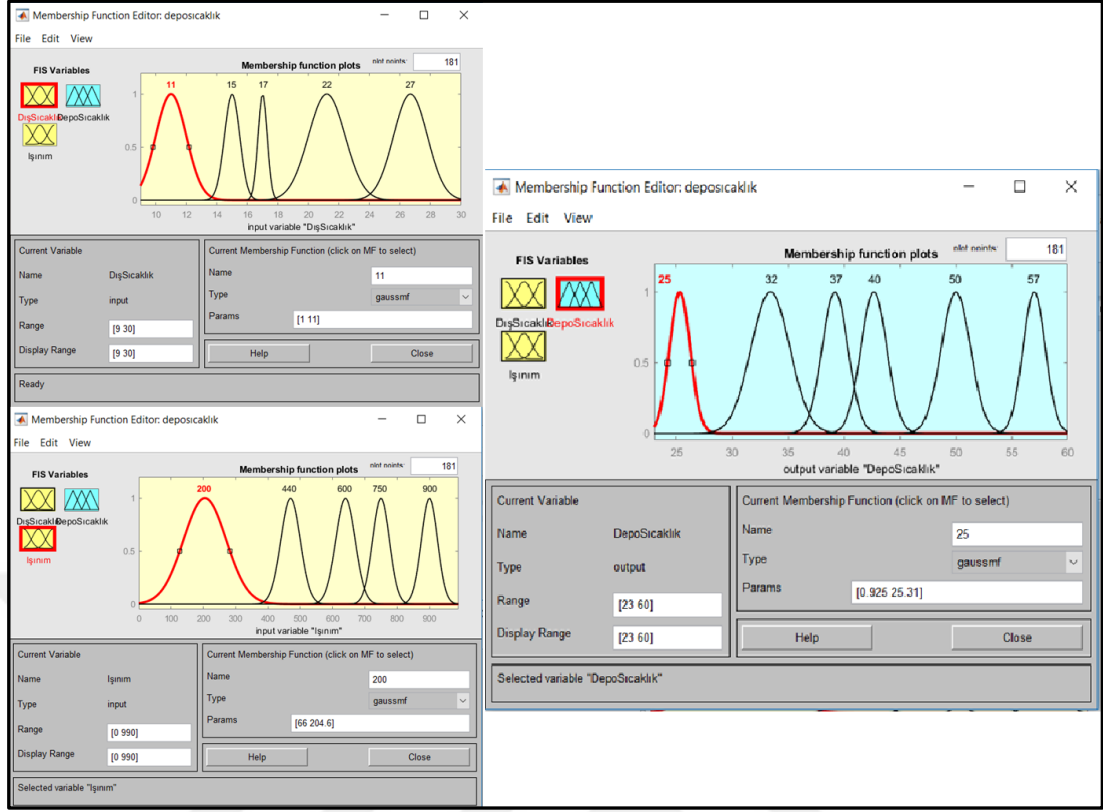 Membership Function Editor: deposıcaklık
File Edit View
FIS Variables
Membership function plots
plot points:
181
11 15 17 22 27
DışSıcaklık DepoSıcaklık
Işınım
1
0.5
0
10 12 14 16 18 20 22 24 26 28 30
input variable "DışSıcaklık"
Current Variable
Name DışSıcaklık
Type input
Range [9 30]
Display Range [9 30]
Current Membership Function (click on MF to select)
Name 11
Type gaussmf
Params [1 11]
Help Close
Ready
Membership Function Editor: deposıcaklık
File Edit View
FIS Variables
Membership function plots
plot points:
181
200 440 600 750 900
DışSıcaklık DepoSıcaklık
Işınım
1
0.5
0
0 100 200 300 400 500 600 700 800 900
input variable "Işınım"
Current Variable
Name Işınım
Type input
Range [0 990]
Display Range [0 990]
Current Membership Function (click on MF to select)
Name 200
Type gaussmf
Params [66 204.6]
Help Close
Selected variable "Işınım"
Membership Function Editor: deposıcaklık
File Edit View
FIS Variables
Membership function plots
plot points:
181
25 32 37 40 50 57
DışSıcaklık DepoSıcaklık
Işınım
1
0.5
0
25 30 35 40 45 50 55 60
output variable "DepoSıcaklık"
Current Variable
Name DepoSıcaklık
Type output
Range [23 60]
Display Range [23 60]
Current Membership Function (click on MF to select)
Name 25
Type gaussmf
Params [0.925 25.31]
Help Close
Selected variable "DepoSıcaklık"